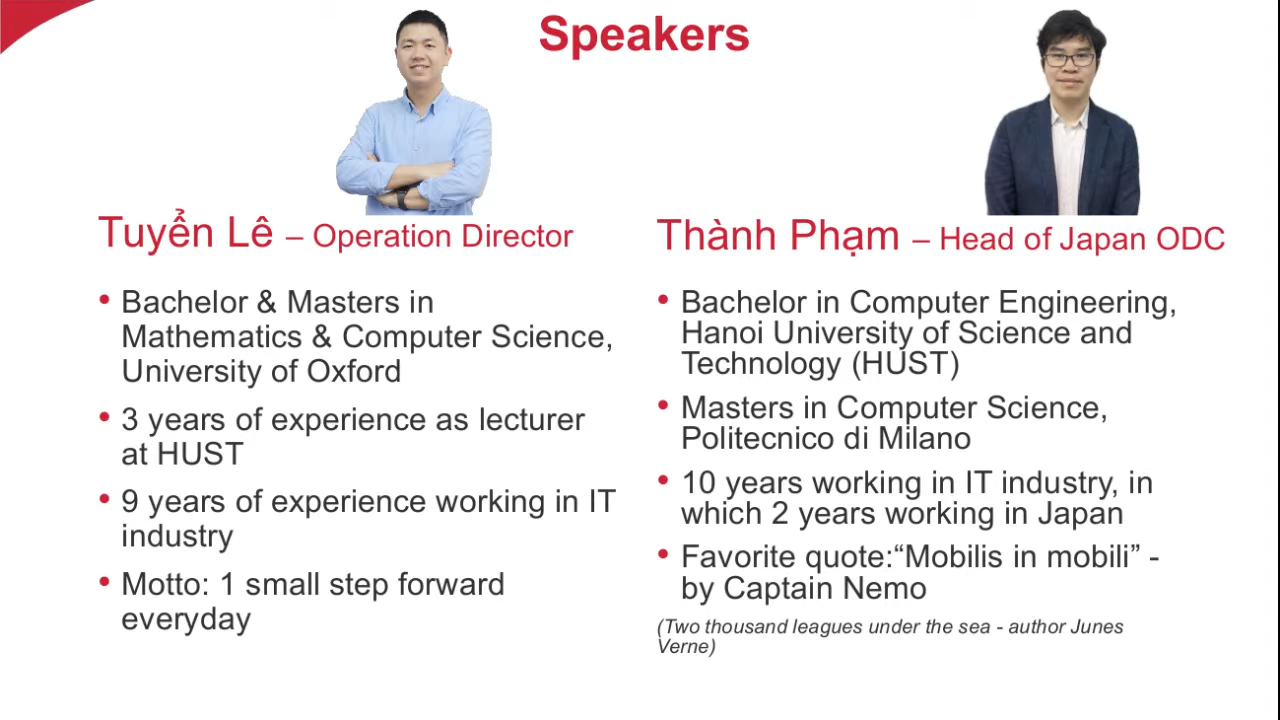 Speakers
Tuyển Lê – Operation Director
• Bachelor & Masters in
Mathematics & Computer Science,
University of Oxford
• 3 years of experience as lecturer
at HUST
• 9 years of experience working in IT
industry
• Motto: 1 small step forward
everyday
Thành Phạm – Head of Japan ODC
• Bachelor in Computer Engineering,
Hanoi University of Science and
Technology (HUST)
• Masters in Computer Science,
Politecnico di Milano
• 10 years working in IT industry, in
which 2 years working in Japan
• Favorite quote:“Mobilis in mobili” -
by Captain Nemo
(Two thousand leagues under the sea - author Junes
Verne)